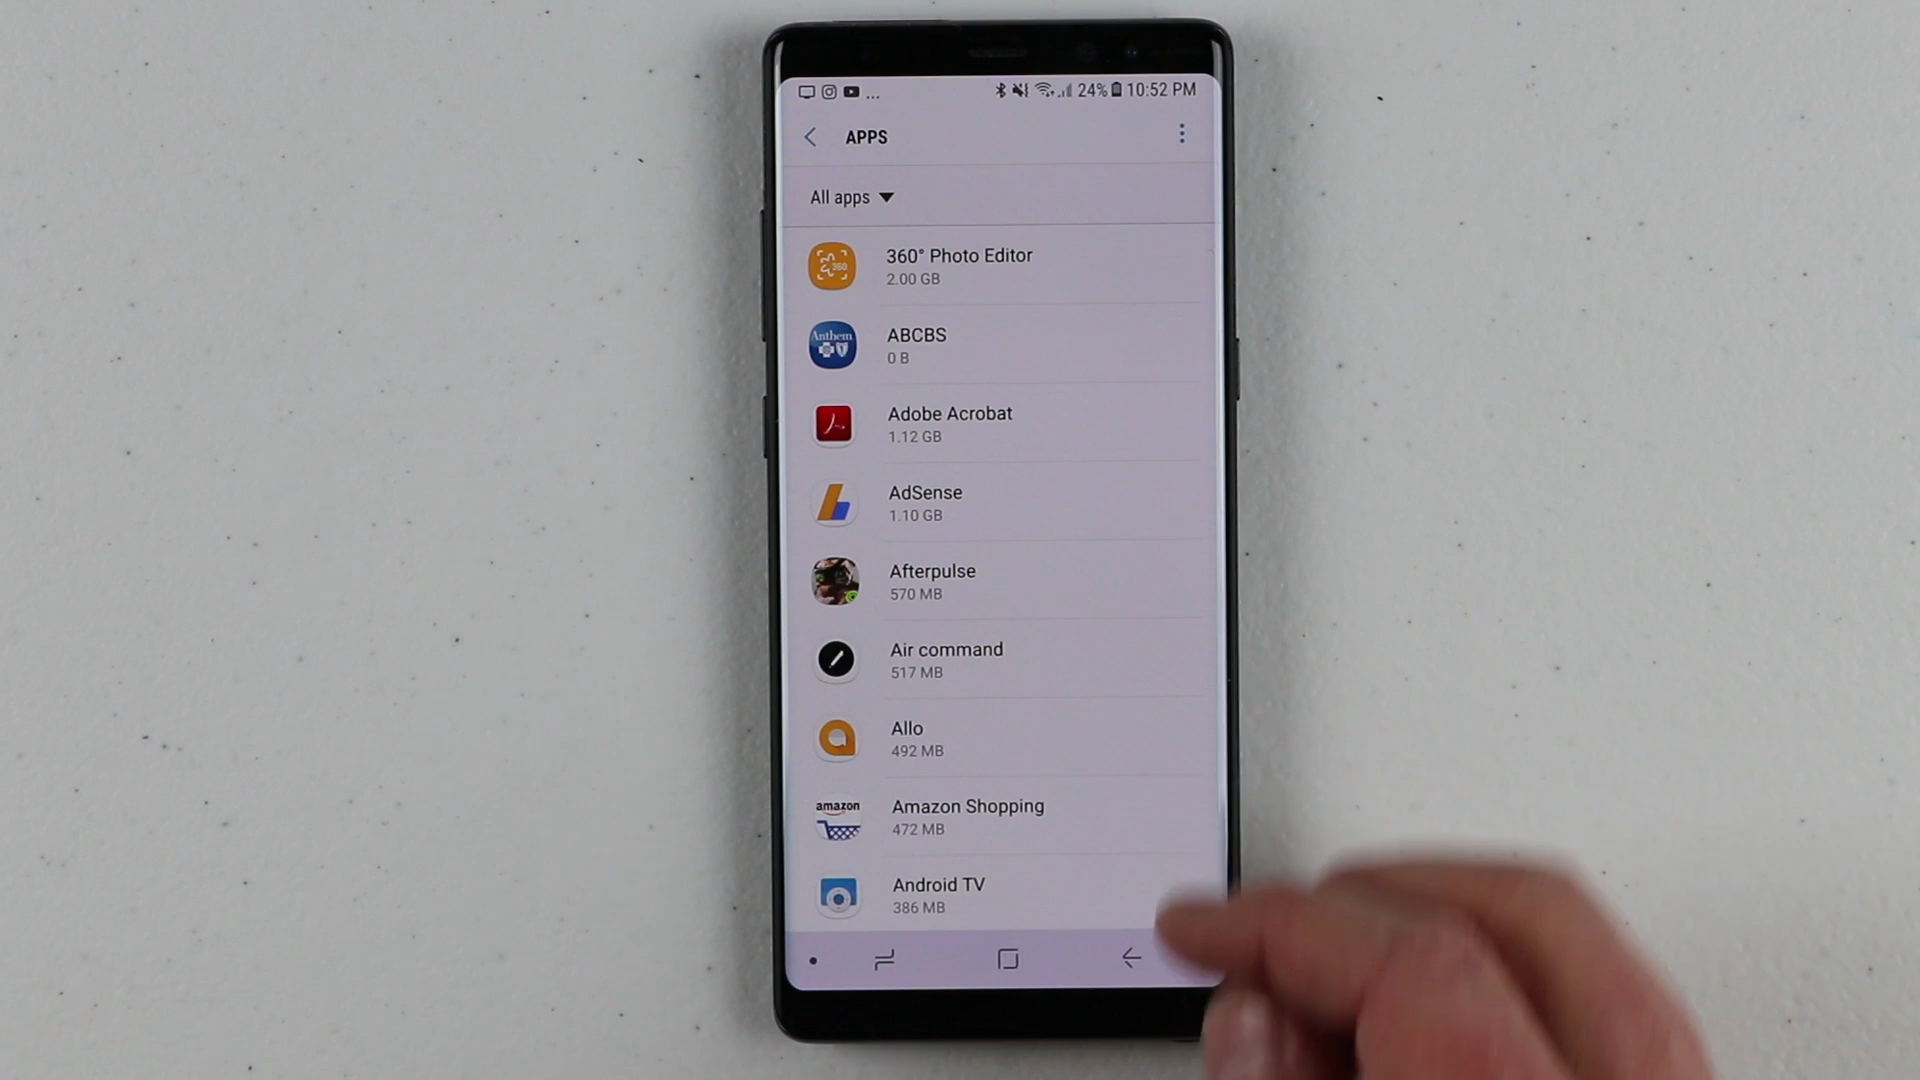 ... 24% 10:52 PM
APPS
All apps
360
360° Photo Editor
2.00 GB
Anthem
ABCBS
0 B
Adobe Acrobat
1.12 GB
AdSense
1.10 GB
Afterpulse
570 MB
Air command
517 MB
Allo
492 MB
amazon
Amazon Shopping
472 MB
Android TV
386 MB